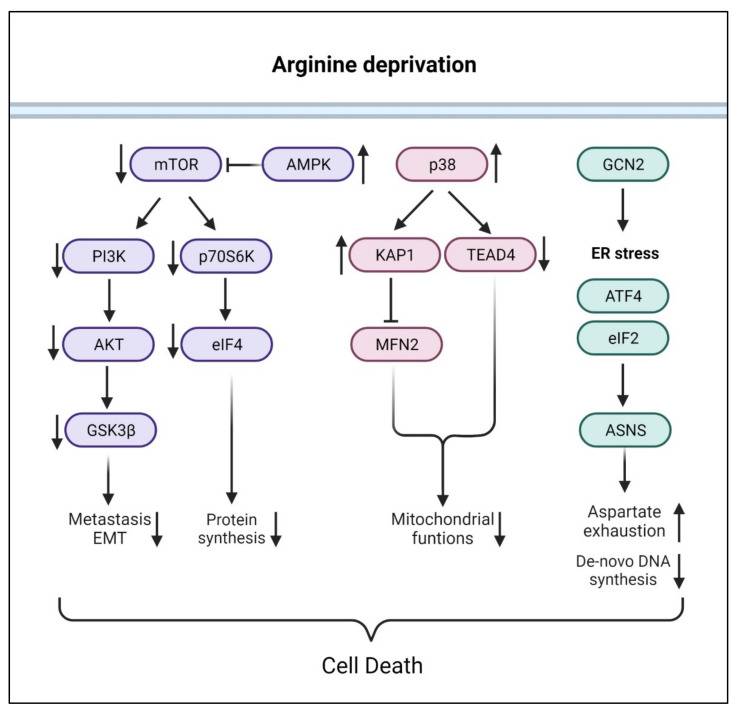 Arginine deprivation
mTOR
AMPK
p38
GCN2
PI3K
p70S6K
KAP1
TEAD4
ER stress
ATF4
AKT
eIF4
MFN2
eIF2
GSK3β
ASNS
Metastasis
EMT
Protein
synthesis
Mitochondrial
funtions
Aspartate
exhaustion
De-novo DNA
synthesis
Cell Death